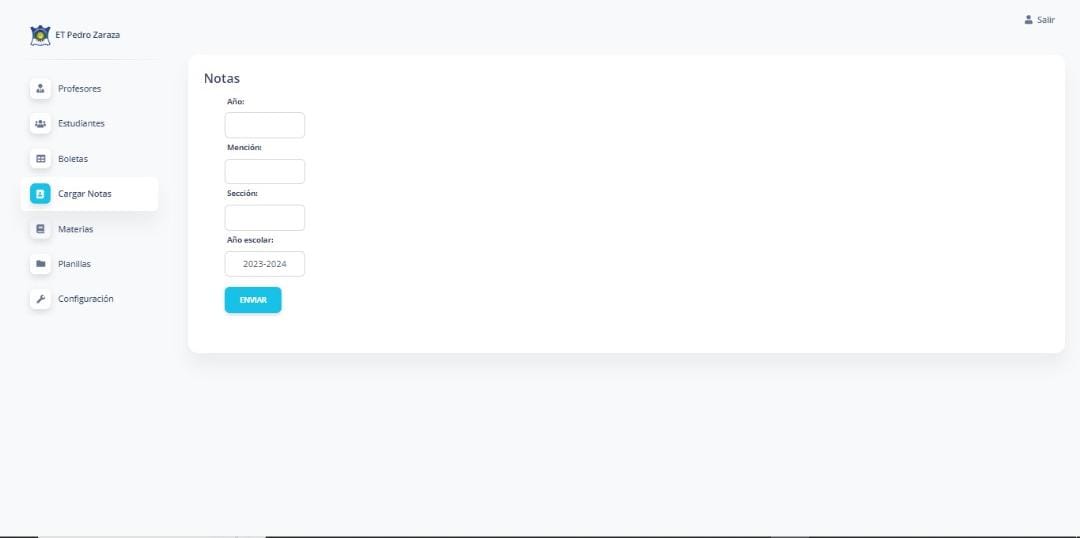 ET Pedro Zaraza
Salir
Profesores
Estudiantes
Boletas
Cargar Notas
Materias
Planillas
Configuración
Notas
Año:
Mención:
Sección:
Año escolar:
2023-2024
ENVIAR